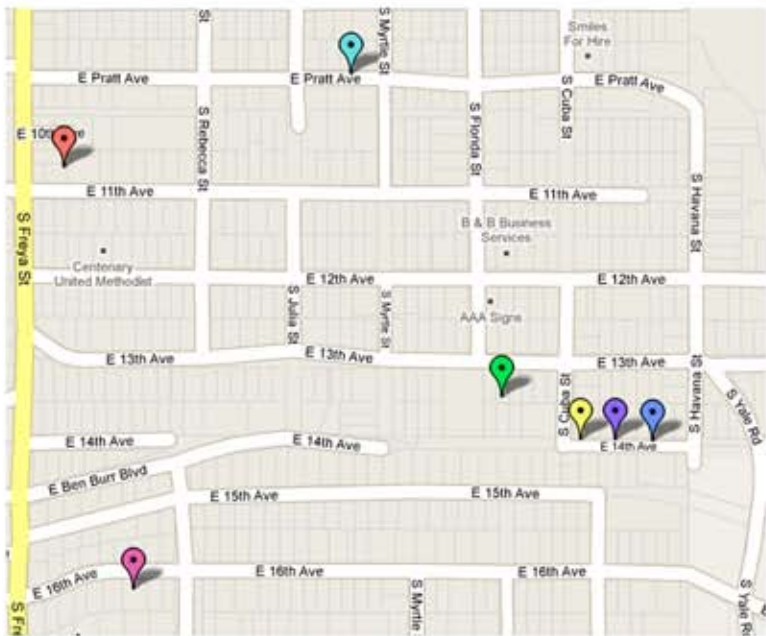 St
S Myrtle St
Smiles
For Hire
E Pratt Ave
E Pratt Ave
S Cuba St
E Pratt Ave
S Rebecca St
S Florida St
E 10th Ave
E 11th Ave
E 11th Ave
S Havana St
S Freya St
B & B Business
Services
Centenary
United Methodist
E 12th Ave
E 12th Ave
S Julia St
S Myrtle St
AAA Signs
E 13th Ave
E 13th Ave
E 13th Ave
S Cuba St
S Havana St
S Yale Rd
E 14th Ave
E 14th Ave
E 14th Ave
E Ben Burr Blvd
E 15th Ave
E 15th Ave
E 16th Ave
E 16th Ave
E 16th Ave
S Myrtle
S Yale Rd
S Fre